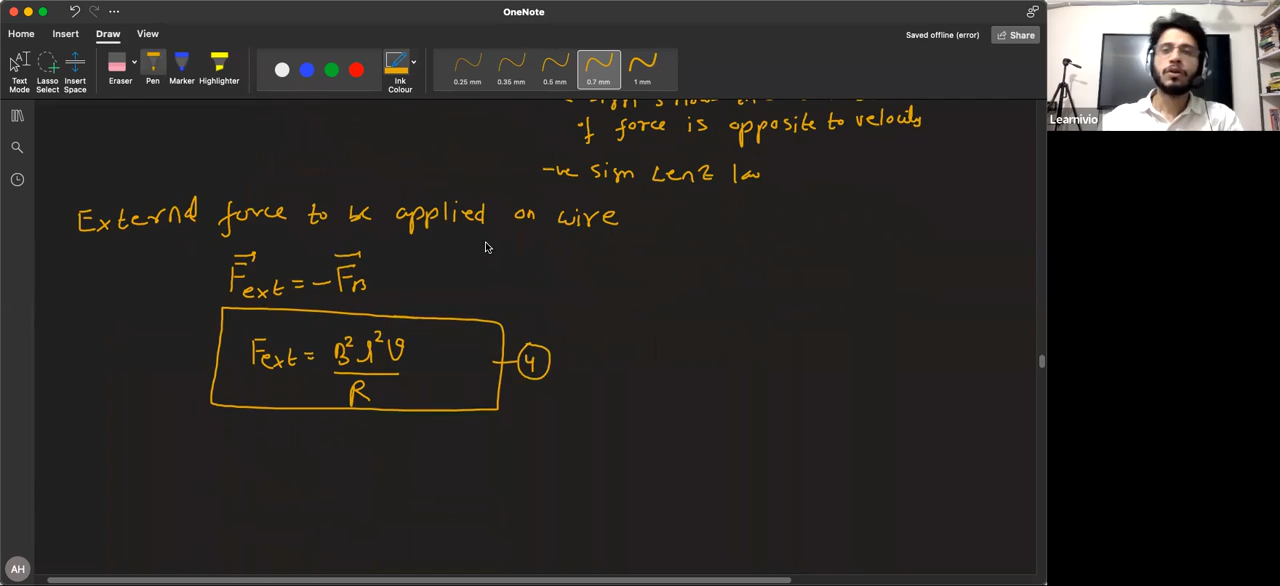 OneNote
Home Insert Draw View
Saved offline (error) Share
Text Mode
Lasso Select
Insert Space
Eraser
Pen
Marker
Highlighter
Ink Colour
0.25 mm 0.35 mm 0.5 mm 0.7 mm 1 mm
Learnivio
if force is opposite to velocity
-ve sign Lenz law
External force to be applied on wire
F⃗ext = -F⃗B
Fext = B²l²v / R
4
AH